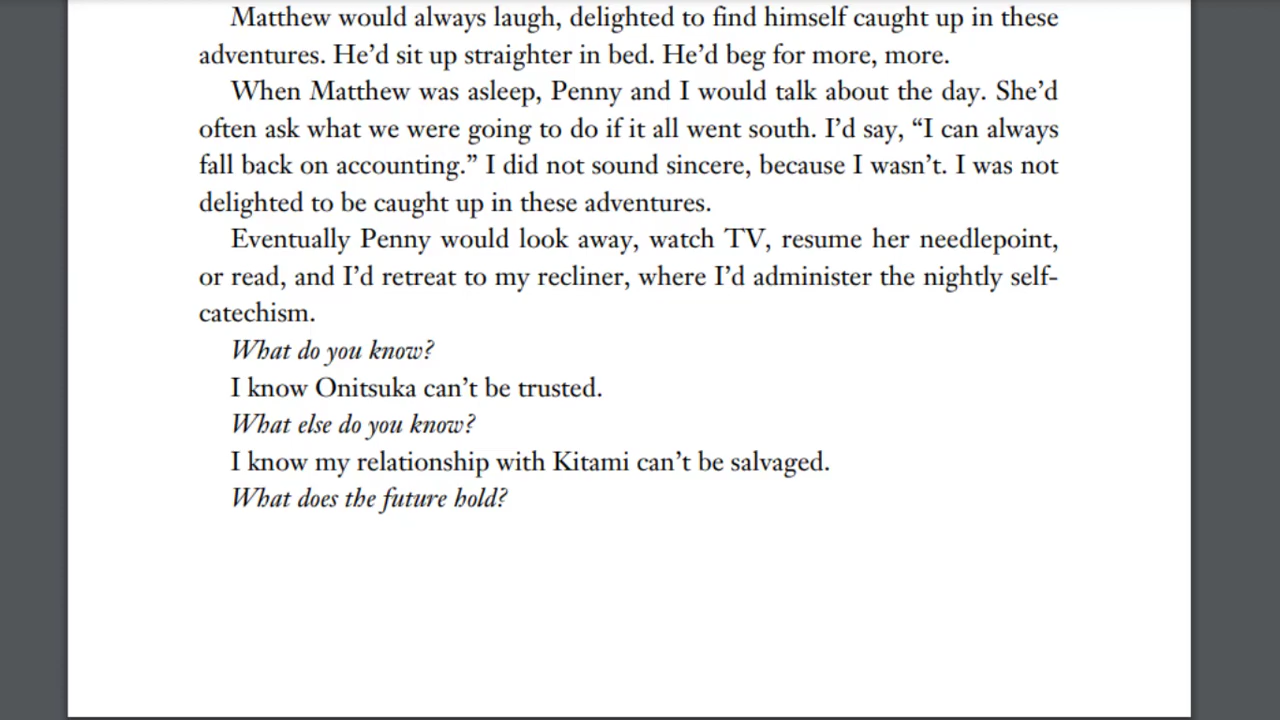 Matthew would always laugh, delighted to find himself caught up in these
adventures. He’d sit up straighter in bed. He’d beg for more, more.
When Matthew was asleep, Penny and I would talk about the day. She’d
often ask what we were going to do if it all went south. I’d say, “I can always
fall back on accounting.” I did not sound sincere, because I wasn’t. I was not
delighted to be caught up in these adventures.
Eventually Penny would look away, watch TV, resume her needlepoint,
or read, and I’d retreat to my recliner, where I’d administer the nightly self-
catechism.
What do you know?
I know Onitsuka can’t be trusted.
What else do you know?
I know my relationship with Kitami can’t be salvaged.
What does the future hold?